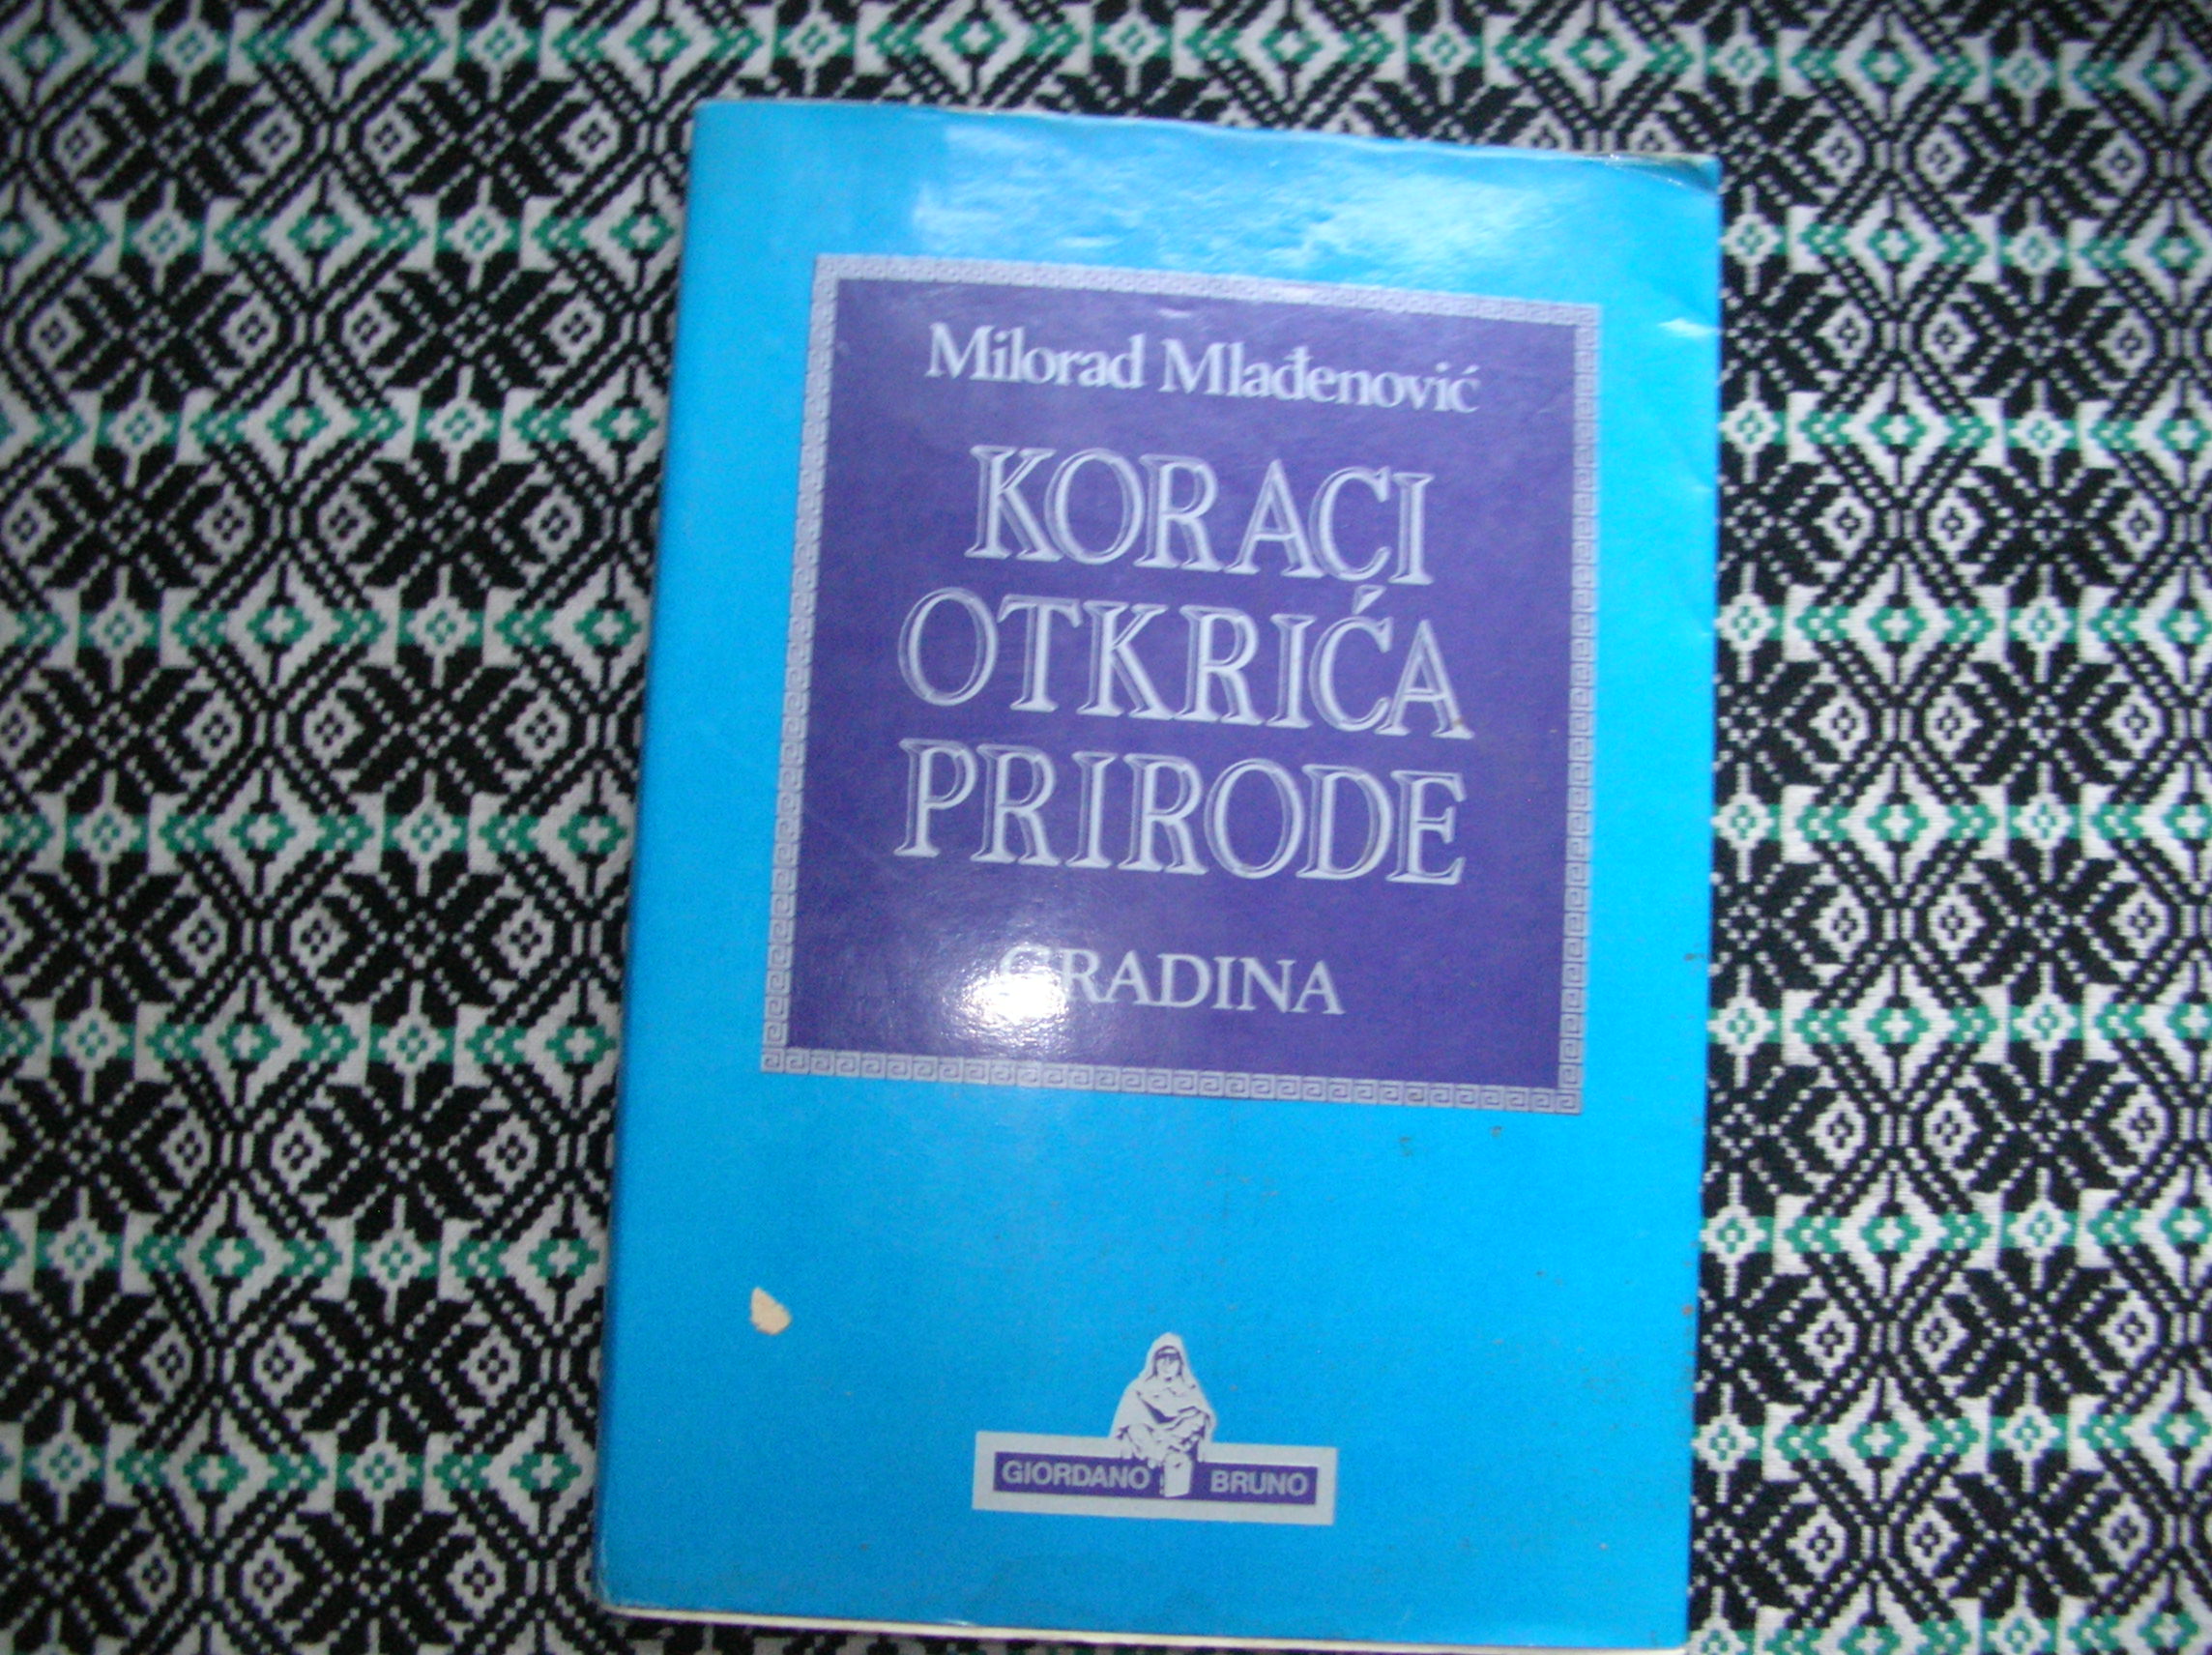 Milorad Mlađenović
KORACI
OTKRIĆA
PRIRODE
GRADINA
GIORDANO BRUNO